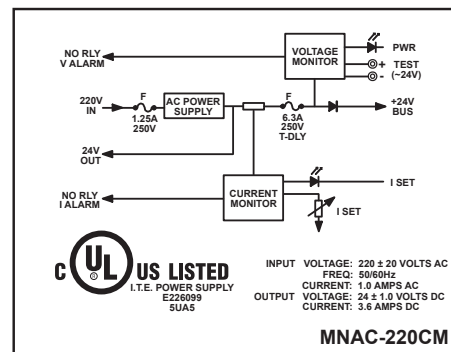 NO RLY
V ALARM
VOLTAGE
MONITOR
PWR
+ TEST
- (~24V)
220V
IN
F
1.25A
250V
AC POWER
SUPPLY
F
6.3A
250V
T-DLY
+24V
BUS
24V
OUT
NO RLY
I ALARM
CURRENT
MONITOR
I SET
I SET
C UL US LISTED
®
I.T.E. POWER SUPPLY
E226099
5UA5
INPUT VOLTAGE: 220 ± 20 VOLTS AC
FREQ: 50/60Hz
CURRENT: 1.0 AMPS AC
OUTPUT VOLTAGE: 24 ± 1.0 VOLTS DC
CURRENT: 3.6 AMPS DC
MNAC-220CM